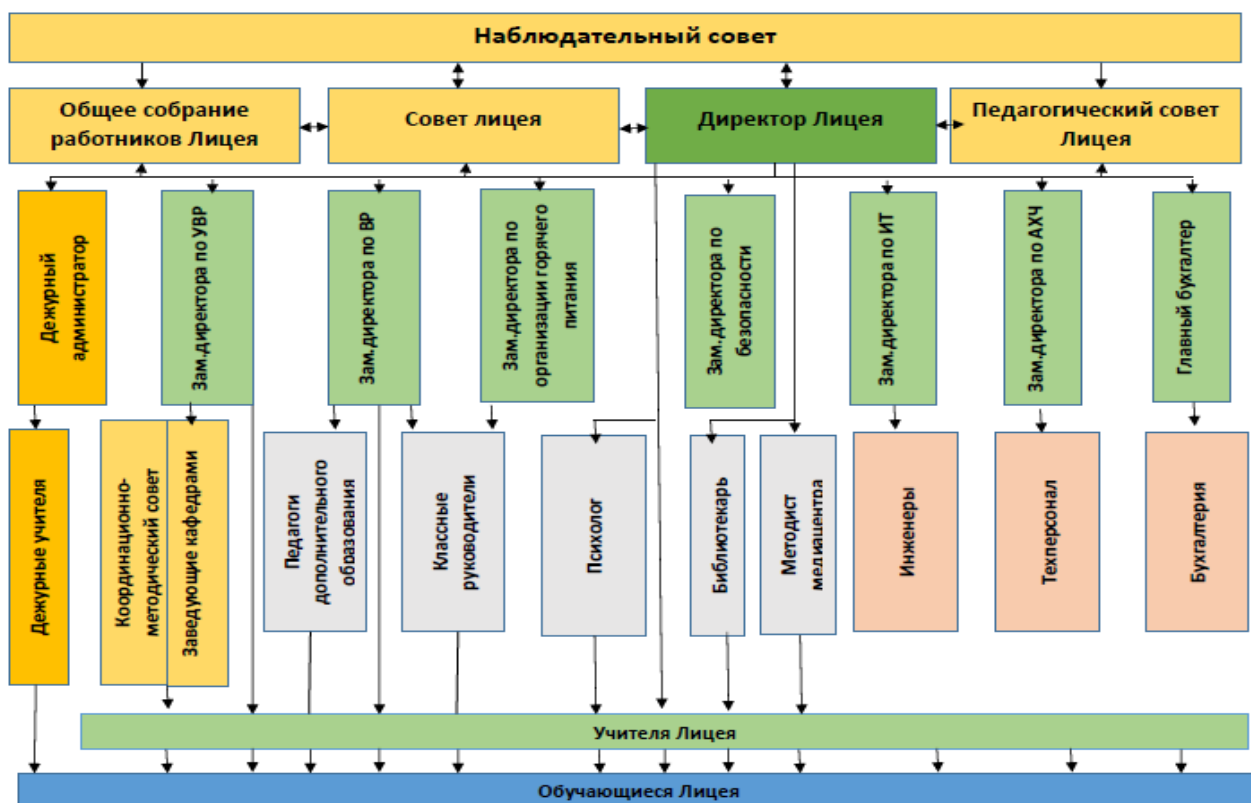 Наблюдательный совет
Общее собрание
работников Лицея
Совет лицея
Директор Лицея
Педагогический совет
Лицея
Дежурный
администратор
Зам.директора по УВР
Зам.директора по ВР
Зам.директора по
организации горячего
питания
Зам.директора по
безопасности
Зам.директора по ИТ
Зам.директора по АХЧ
Главный бухгалтер
Дежурные учителя
Координационно-
методический совет
Заведующие кафедрами
Педагоги
дополнительного
образования
Классные
руководители
Психолог
Библиотекарь
Методист
медиацентра
Инженеры
Техперсонал
Бухгалтерия
Учителя Лицея
Обучающиеся Лицея